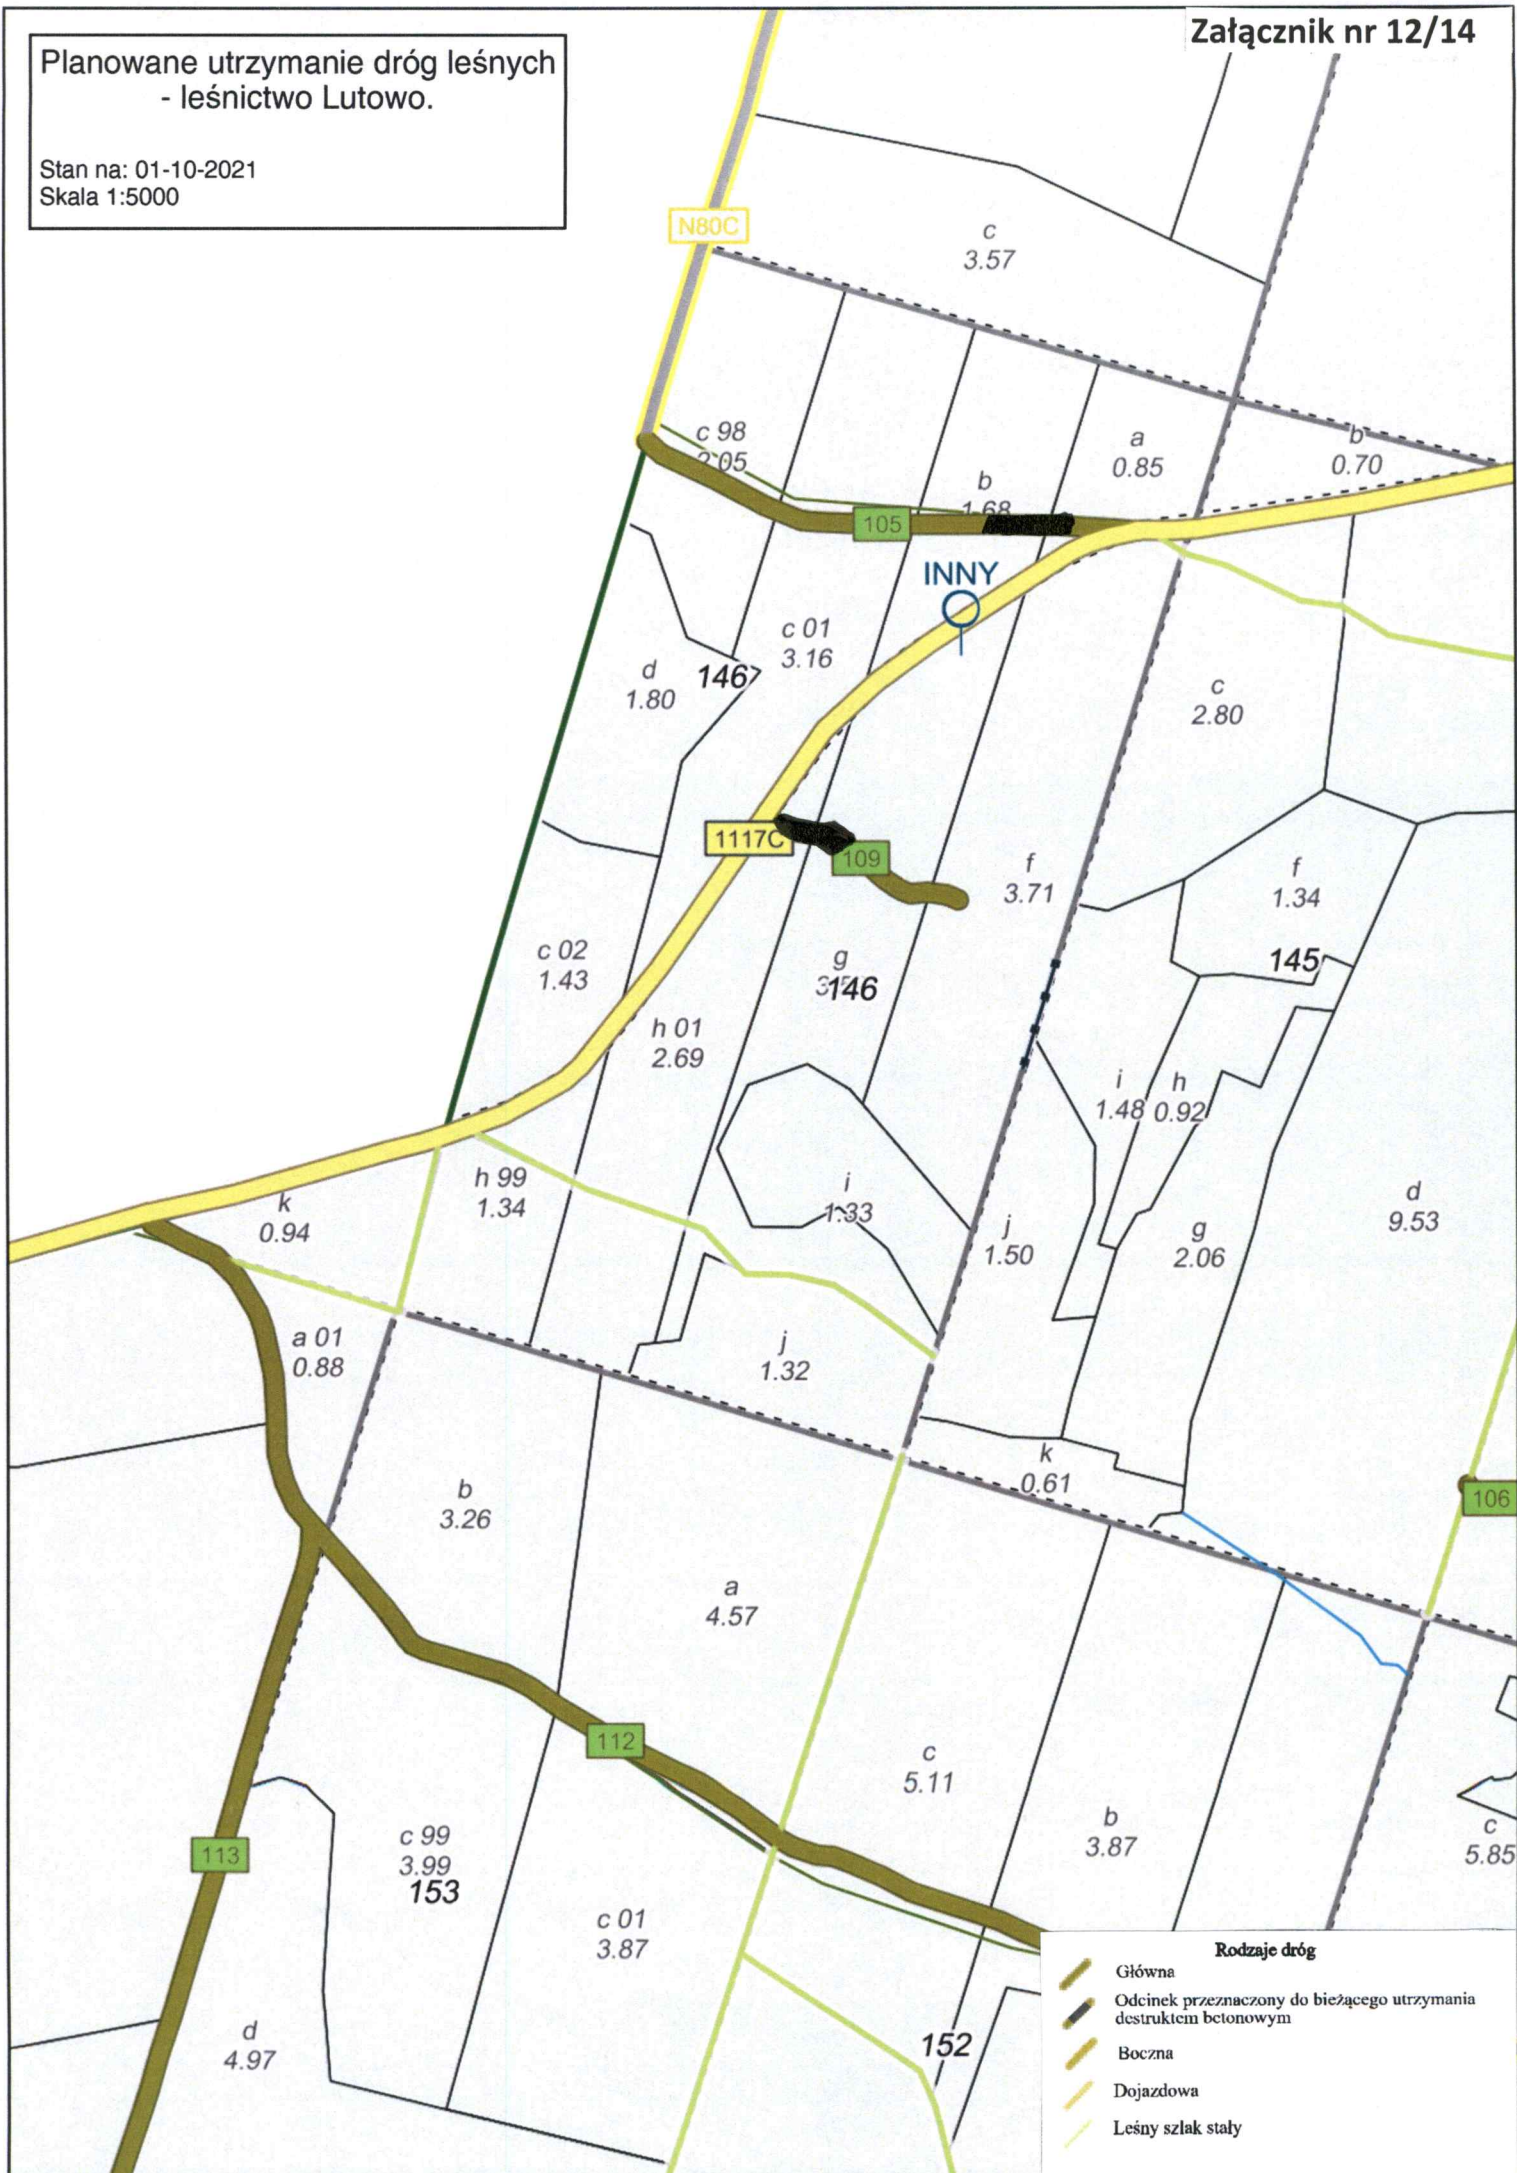 Załącznik nr 12/14
Planowane utrzymanie dróg leśnych
- leśnictwo Lutowo.
Stan na: 01-10-2021
Skala 1:5000
N80C
c
3.57
c 98
2.05
a
0.85
b
0.70
b
1.68
105
INNY
c 01
3.16
d
1.80
146
c
2.80
1117C
109
f
3.71
f
1.34
145
c 02
1.43
g
146
h 01
2.69
i
1.48
h
0.92
h 99
1.34
i
1.33
j
1.50
g
2.06
d
9.53
k
0.94
a 01
0.88
j
1.32
k
0.61
106
b
3.26
a
4.57
112
c
5.11
b
3.87
c
5.85
113
c 99
3.99
153
c 01
3.87
d
4.97
152
Rodzaje dróg
Główna
Odcinek przeznaczony do bieżącego utrzymania
destruktem betonowym
Boczna
Dojazdowa
Leśny szlak stały